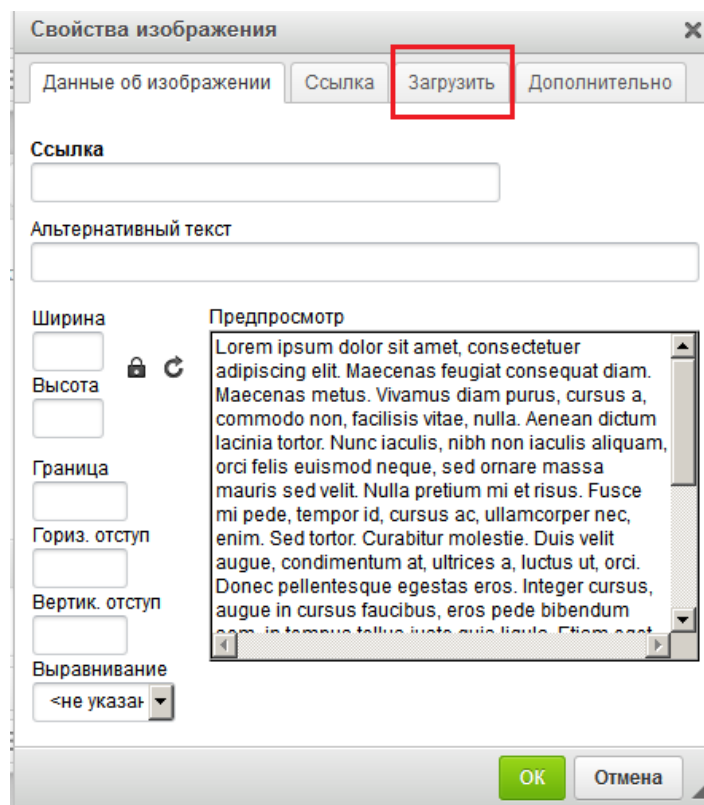 Свойства изображения
Данные об изображении Ссылка Загрузить Дополнительно
Ссылка
Альтернативный текст
Ширина
Высота
Граница
Гориз. отступ
Вертик. отступ
Выравнивание
<не указан
Предпросмотр
Lorem ipsum dolor sit amet, consectetuer
adipiscing elit. Maecenas feugiat consequat diam.
Maecenas metus. Vivamus diam purus, cursus a,
commodo non, facilisis vitae, nulla. Aenean dictum
lacinia tortor. Nunc iaculis, nibh non iaculis aliquam,
orci felis euismod neque, sed ornare massa
mauris sed velit. Nulla pretium mi et risus. Fusce
mi pede, tempor id, cursus ac, ullamcorper nec,
enim. Sed tortor. Curabitur molestie. Duis velit
augue, condimentum at, ultrices a, luctus ut, orci.
Donec pellentesque egestas eros. Integer cursus,
augue in cursus faucibus, eros pede bibendum
ОК Отмена